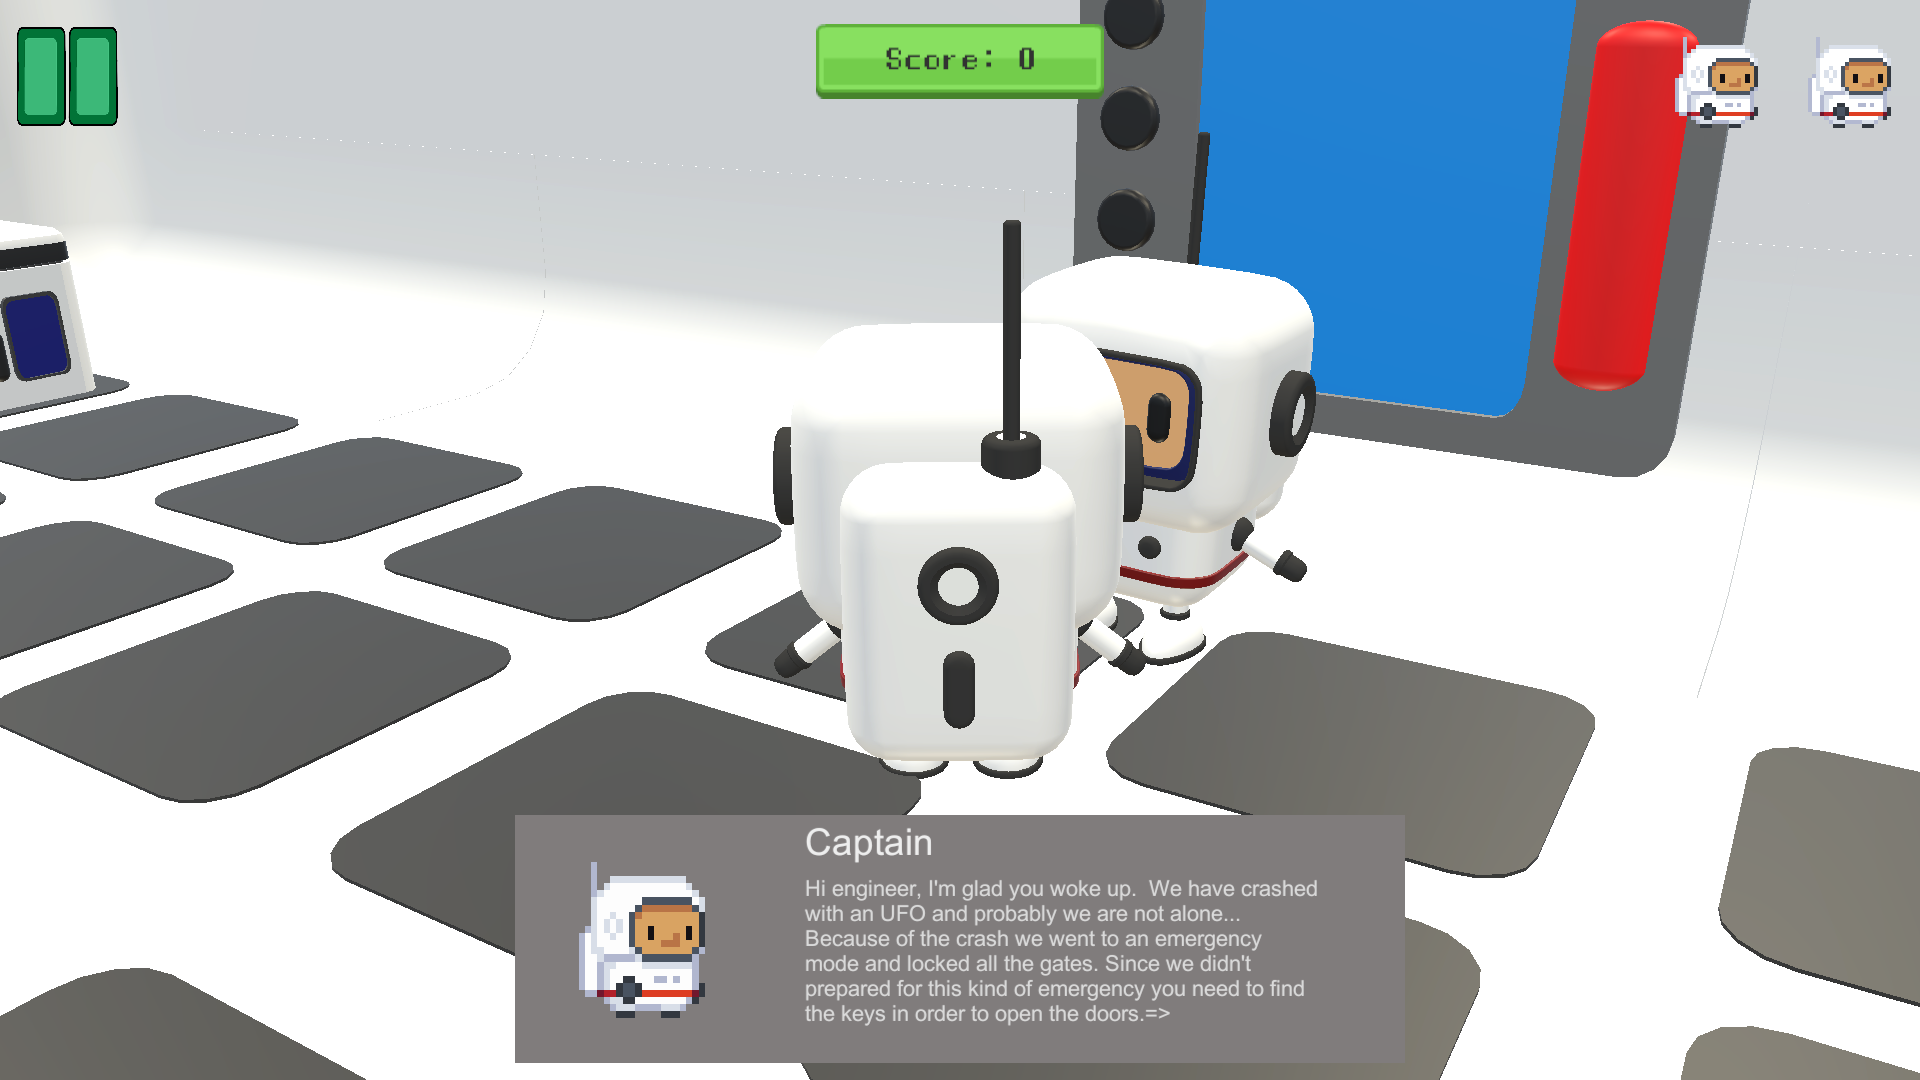 Score: 0
Captain
Hi engineer, I'm glad you woke up.  We have crashed
with an UFO and probably we are not alone...
Because of the crash we went to an emergency
mode and locked all the gates. Since we didn't
prepared for this kind of emergency you need to find
the keys in order to open the doors.=>